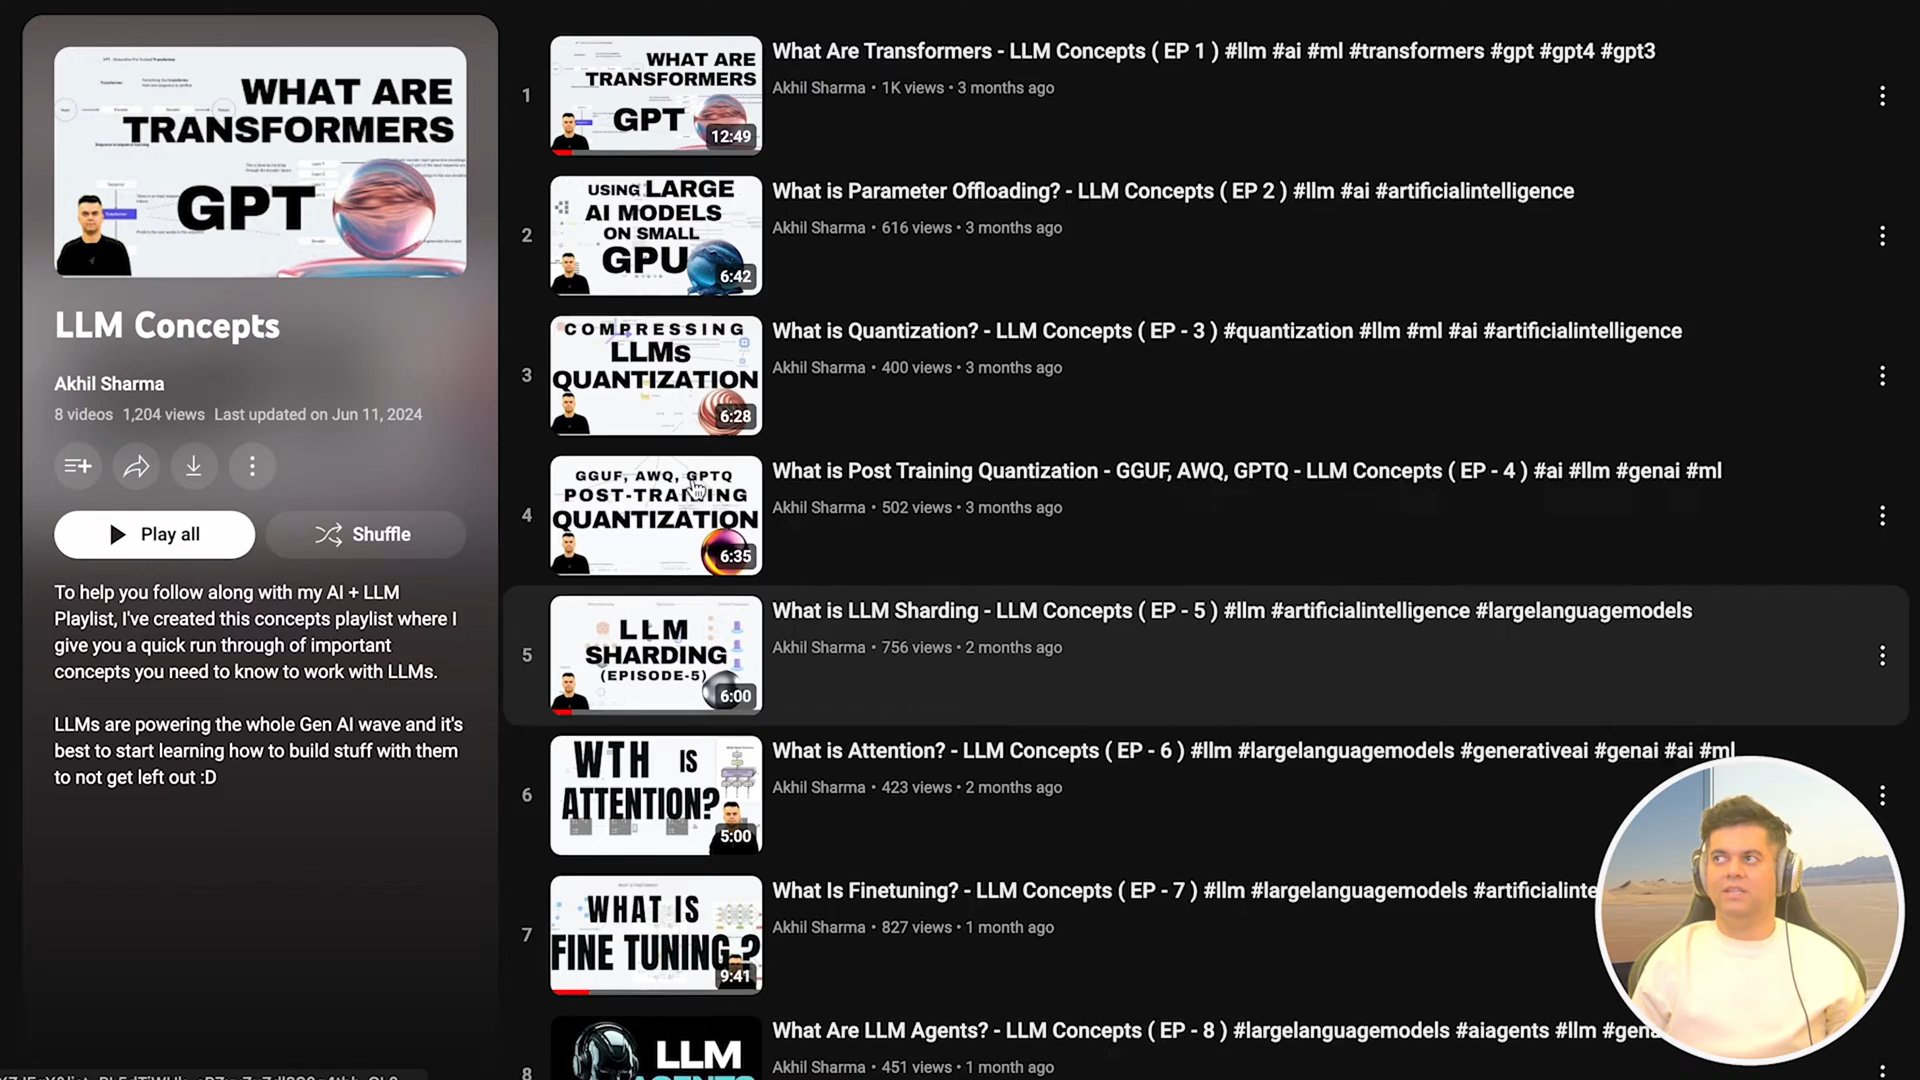 WHAT ARE
TRANSFORMERS
GPT
LLM Concepts
Akhil Sharma
8 videos 1,204 views Last updated on Jun 11, 2024
Play all
Shuffle
To help you follow along with my AI + LLM
Playlist, I've created this concepts playlist where I
give you a quick run through of important
concepts you need to know to work with LLMs.
LLMs are powering the whole Gen AI wave and it's
best to start learning how to build stuff with them
to not get left out :D
1
WHAT ARE
TRANSFORMERS
GPT
12:49
What Are Transformers - LLM Concepts ( EP 1 ) #llm #ai #ml #transformers #gpt #gpt4 #gpt3
Akhil Sharma • 1K views • 3 months ago
2
USING LARGE
AI MODELS
ON SMALL
GPU
6:42
What is Parameter Offloading? - LLM Concepts ( EP 2 ) #llm #ai #artificialintelligence
Akhil Sharma • 616 views • 3 months ago
3
COMPRESSING
LLMs
QUANTIZATION
6:28
What is Quantization? - LLM Concepts ( EP - 3 ) #quantization #llm #ml #ai #artificialintelligence
Akhil Sharma • 400 views • 3 months ago
4
GGUF, AWQ, GPTQ
POST-TRAINING
QUANTIZATION
6:35
What is Post Training Quantization - GGUF, AWQ, GPTQ - LLM Concepts ( EP - 4 ) #ai #llm #genai #ml
Akhil Sharma • 502 views • 3 months ago
5
LLM
SHARDING
(EPISODE-5)
6:00
What is LLM Sharding - LLM Concepts ( EP - 5 ) #llm #artificialintelligence #largelanguagemodels
Akhil Sharma • 756 views • 2 months ago
6
WTH IS
ATTENTION?
5:00
What is Attention? - LLM Concepts ( EP - 6 ) #llm #largelanguagemodels #generativeai #genai #ai #ml
Akhil Sharma • 423 views • 2 months ago
7
WHAT IS
FINE TUNING?
9:41
What Is Finetuning? - LLM Concepts ( EP - 7 ) #llm #largelanguagemodels #artificialinte
Akhil Sharma • 827 views • 1 month ago
8
LLM
What Are LLM Agents? - LLM Concepts ( EP - 8 ) #largelanguagemodels #aiagents #llm #gen
Akhil Sharma • 451 views • 1 month ago